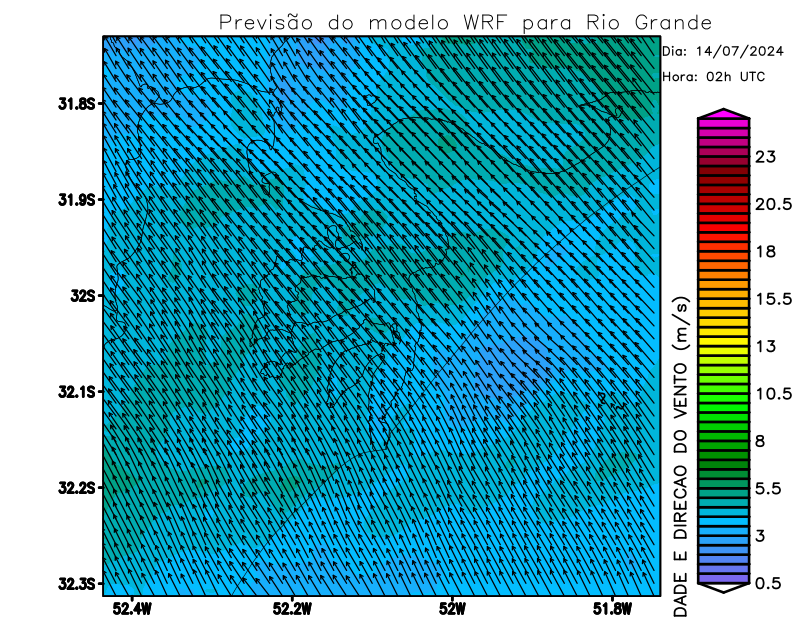 Previsão do modelo WRF para Rio Grande
Dia: 14/07/2024
Hora: 02h UTC
31.8S
31.9S
32S
32.1S
32.2S
32.3S
52.4W
52.2W
52W
51.8W
23
20.5
18
15.5
13
10.5
8
5.5
3
0.5
DADE E DIRECAO DO VENTO (m/s)